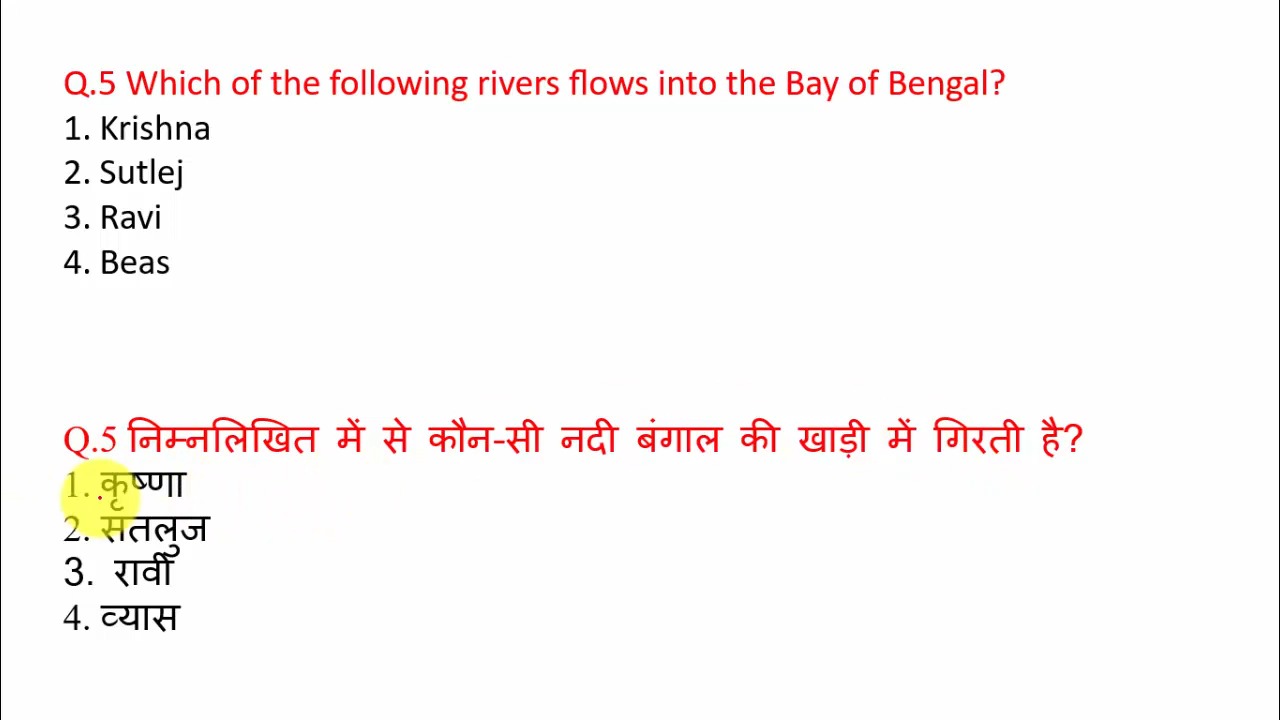 Q.5 Which of the following rivers flows into the Bay of Bengal?
1. Krishna
2. Sutlej
3. Ravi
4. Beas
Q.5 निम्नलिखित में से कौन-सी नदी बंगाल की खाड़ी में गिरती है?
1. कृष्णा
2. सतलुज
3. रावी
4. व्यास